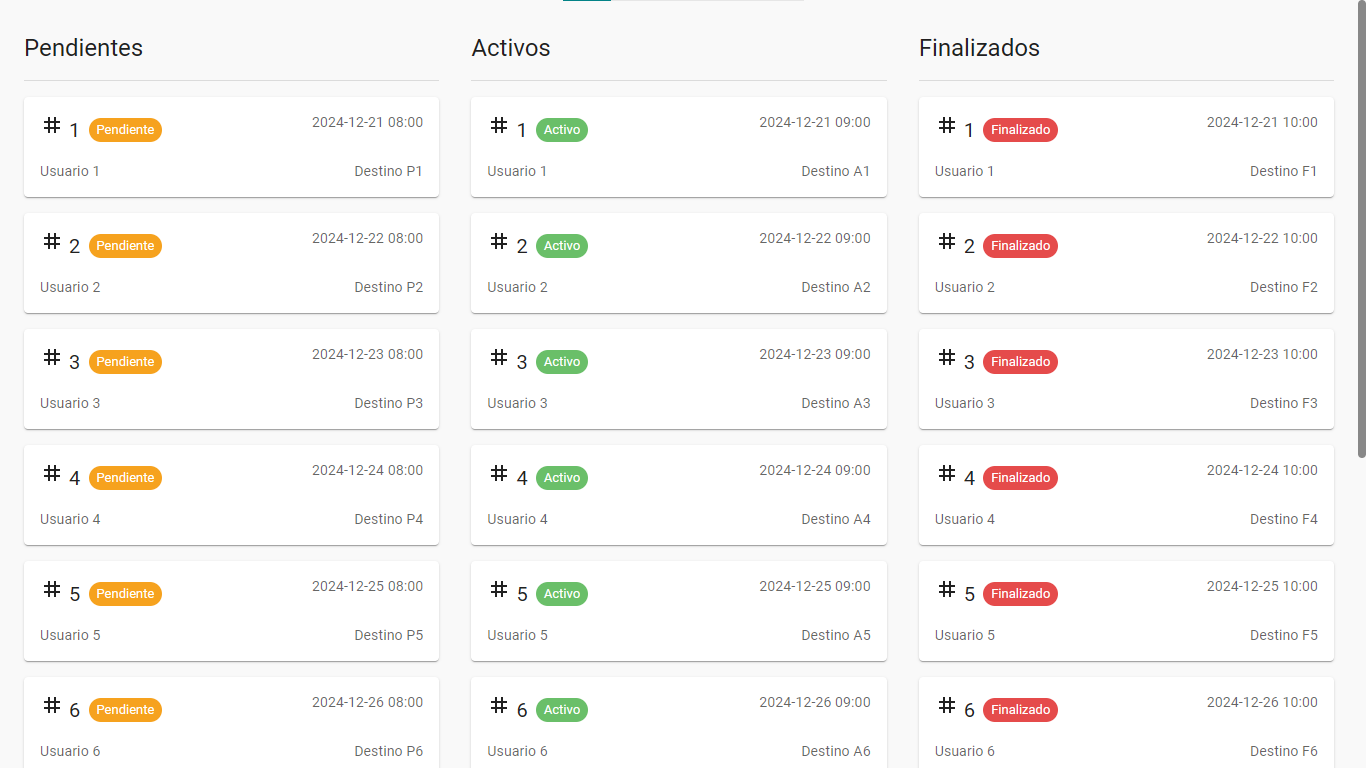 Pendientes
# 1 Pendiente 2024-12-21 08:00
Usuario 1 Destino P1
# 2 Pendiente 2024-12-22 08:00
Usuario 2 Destino P2
# 3 Pendiente 2024-12-23 08:00
Usuario 3 Destino P3
# 4 Pendiente 2024-12-24 08:00
Usuario 4 Destino P4
# 5 Pendiente 2024-12-25 08:00
Usuario 5 Destino P5
# 6 Pendiente 2024-12-26 08:00
Usuario 6 Destino P6
Activos
# 1 Activo 2024-12-21 09:00
Usuario 1 Destino A1
# 2 Activo 2024-12-22 09:00
Usuario 2 Destino A2
# 3 Activo 2024-12-23 09:00
Usuario 3 Destino A3
# 4 Activo 2024-12-24 09:00
Usuario 4 Destino A4
# 5 Activo 2024-12-25 09:00
Usuario 5 Destino A5
# 6 Activo 2024-12-26 09:00
Usuario 6 Destino A6
Finalizados
# 1 Finalizado 2024-12-21 10:00
Usuario 1 Destino F1
# 2 Finalizado 2024-12-22 10:00
Usuario 2 Destino F2
# 3 Finalizado 2024-12-23 10:00
Usuario 3 Destino F3
# 4 Finalizado 2024-12-24 10:00
Usuario 4 Destino F4
# 5 Finalizado 2024-12-25 10:00
Usuario 5 Destino F5
# 6 Finalizado 2024-12-26 10:00
Usuario 6 Destino F6